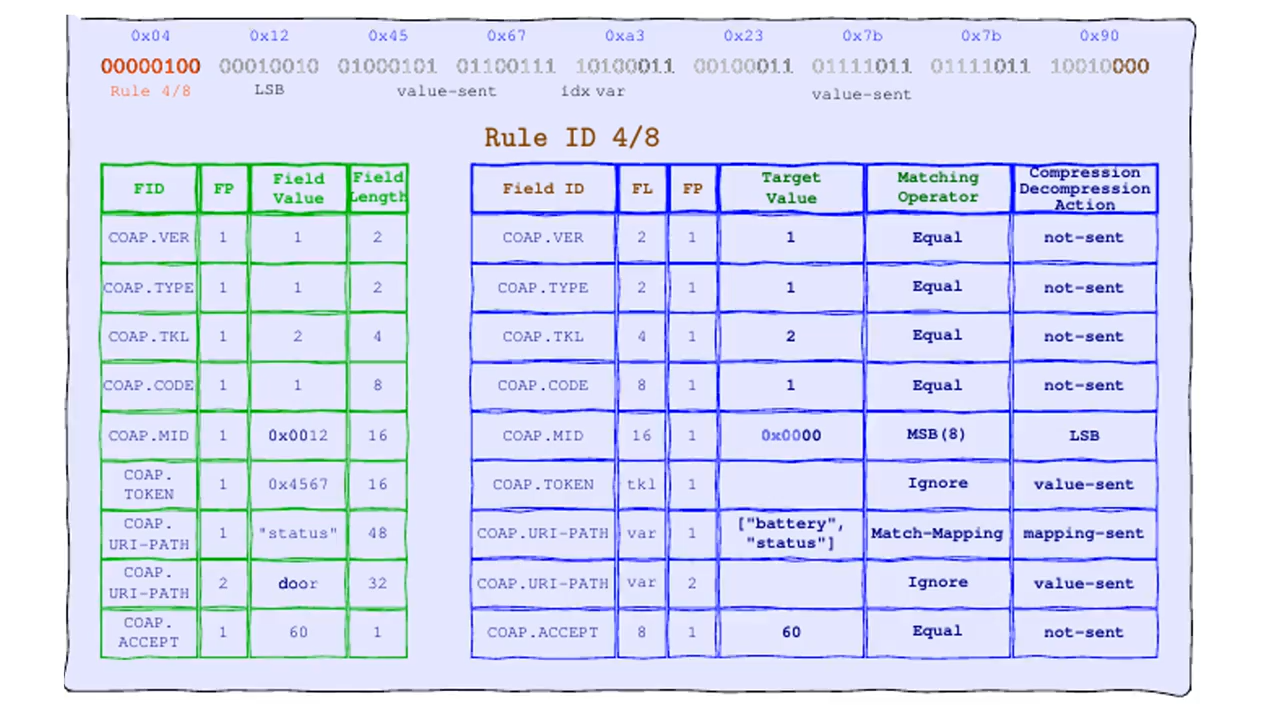 0x04 0x12 0x45 0x67 0xa3 0x23 0x7b 0x7b 0x90
00000100 00010010 01000101 01100111 10100011 00100011 01111011 01111011 10010000
Rule 4/8 LSB value-sent idx var value-sent
Rule ID 4/8
FID FP Field Value Field Length
COAP.VER 1 1 2
COAP.TYPE 1 1 2
COAP.TKL 1 2 4
COAP.CODE 1 1 8
COAP.MID 1 0x0012 16
COAP.TOKEN 1 0x4567 16
COAP.URI-PATH 1 "status" 48
COAP.URI-PATH 2 door 32
COAP.ACCEPT 1 60 1
Field ID FL FP Target Value Matching Operator Compression Decompression Action
COAP.VER 2 1 1 Equal not-sent
COAP.TYPE 2 1 1 Equal not-sent
COAP.TKL 4 1 2 Equal not-sent
COAP.CODE 8 1 1 Equal not-sent
COAP.MID 16 1 0x0000 MSB(8) LSB
COAP.TOKEN tkl 1 Ignore value-sent
COAP.URI-PATH var 1 ["battery", "status"] Match-Mapping mapping-sent
COAP.URI-PATH var 2 Ignore value-sent
COAP.ACCEPT 8 1 60 Equal not-sent